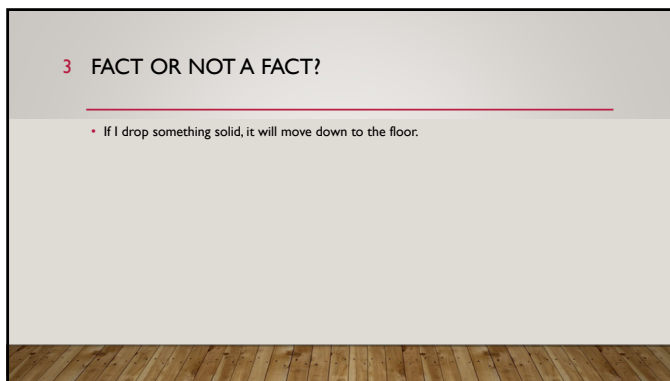 3 FACT OR NOT A FACT?
• If I drop something solid, it will move down to the floor.